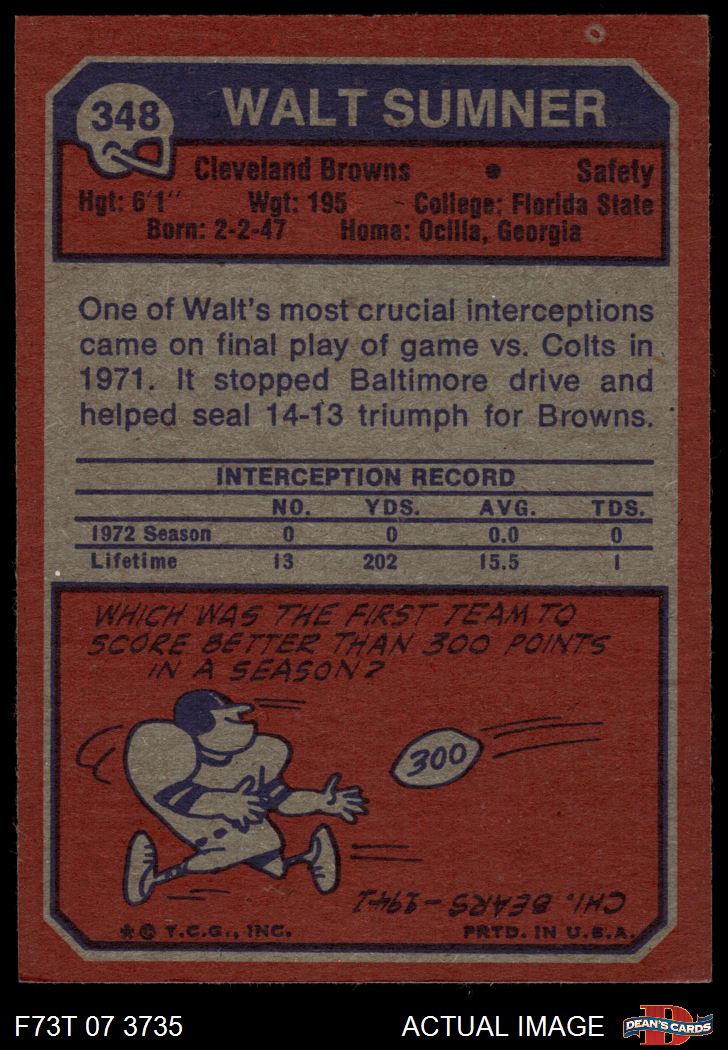 348
WALT SUMNER
Cleveland Browns • Safety
Hgt: 6'1" Wgt: 195 College: Florida State
Born: 2-2-47 Home: Ocilla, Georgia
One of Walt's most crucial interceptions
came on final play of game vs. Colts in
1971. It stopped Baltimore drive and
helped seal 14-13 triumph for Browns.
INTERCEPTION RECORD
NO. YDS. AVG. TDS.
1972 Season 0 0 0.0 0
Lifetime 13 202 15.5 1
WHICH WAS THE FIRST TEAM TO
SCORE BETTER THAN 300 POINTS
IN A SEASON?
300
CHI. BEARS - 1941
* © T.C.G., INC. PRTD. IN U.S.A.
F73T 07 3735 ACTUAL IMAGE
D
DEAN'S CARDS